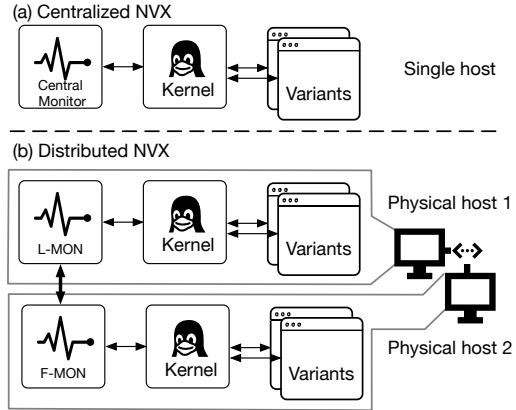 (a) Centralized NVX
Central
Monitor
Kernel
Variants
Single host
(b) Distributed NVX
L-MON
Kernel
Variants
Physical host 1
F-MON
Kernel
Variants
Physical host 2